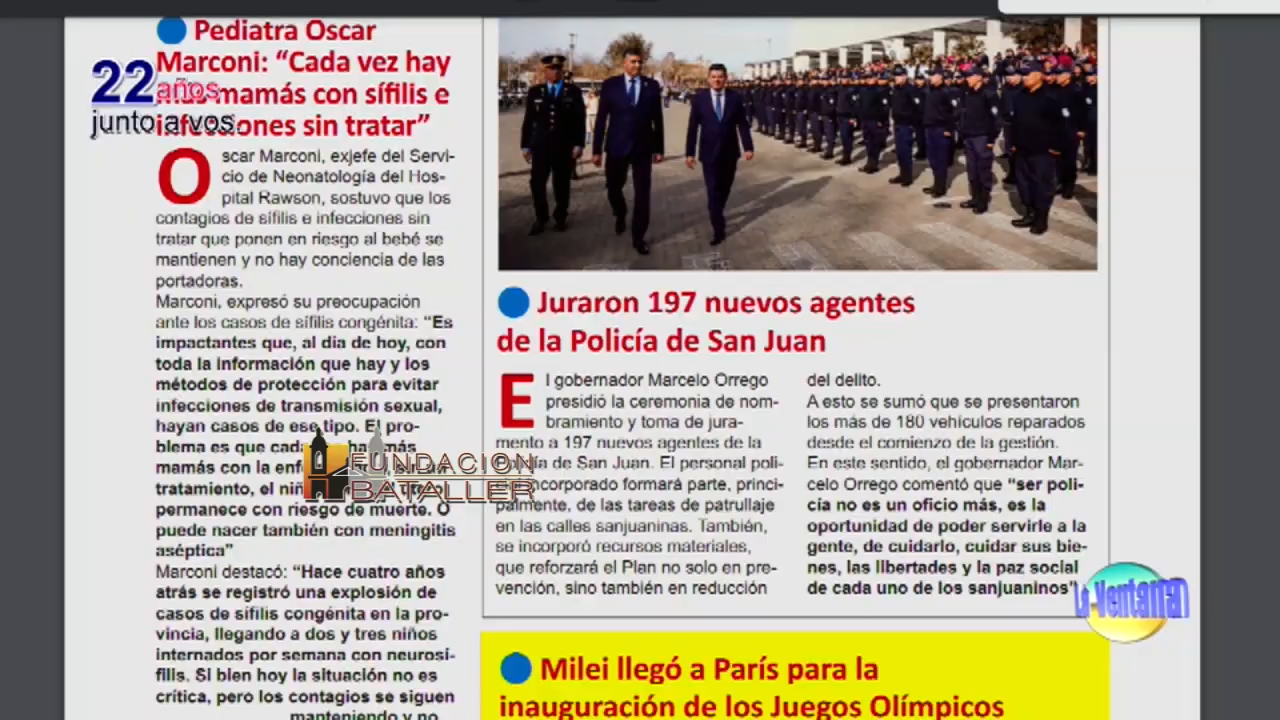 Pediatra Oscar
Marconi: “Cada vez hay
más mamás con sífilis e
infecciones sin tratar”
22 años
junto a vos.
Oscar Marconi, exjefe del Servi-
cio de Neonatología del Hos-
pital Rawson, sostuvo que los
contagios de sífilis e infecciones sin
tratar que ponen en riesgo al bebé se
mantienen y no hay conciencia de las
portadoras.
Marconi, expresó su preocupación
ante los casos de sífilis congénita: “Es
impactantes que, al día de hoy, con
toda la información que hay y los
métodos de protección para evitar
infecciones de transmisión sexual,
hayan casos de ese tipo. El pro-
blema es que cada más
mamás con la
tratamiento, el
permanece con riesgo de muerte. O
puede nacer también con meningitis
aséptica”
Marconi destacó: “Hace cuatro años
atrás se registró una explosión de
casos de sífilis congénita en la pro-
vincia, llegando a dos y tres niños
internados por semana con neurosí-
filis. Si bien hoy la situación no es
crítica, pero los contagios se siguen
manteniendo y no
FUNDACION
BATALLER
Juraron 197 nuevos agentes
de la Policía de San Juan
El gobernador Marcelo Orrego
presidió la ceremonia de nom-
bramiento y toma de jura-
mento a 197 nuevos agentes de la
Policía de San Juan. El personal poli-
incorporado formará parte, princi-
palmente, de las tareas de patrullaje
en las calles sanjuaninas. También,
se incorporó recursos materiales,
que reforzará el Plan no solo en pre-
vención, sino también en reducción
del delito.
A esto se sumó que se presentaron
los más de 180 vehículos reparados
desde el comienzo de la gestión.
En este sentido, el gobernador Mar-
celo Orrego comentó que “ser poli-
cía no es un oficio más, es la
oportunidad de poder servirle a la
gente, de cuidarlo, cuidar sus bie-
nes, las libertades y la paz social
de cada uno de los sanjuaninos”
La Ventana
Milei llegó a París para la
inauguración de los Juegos Olímpicos